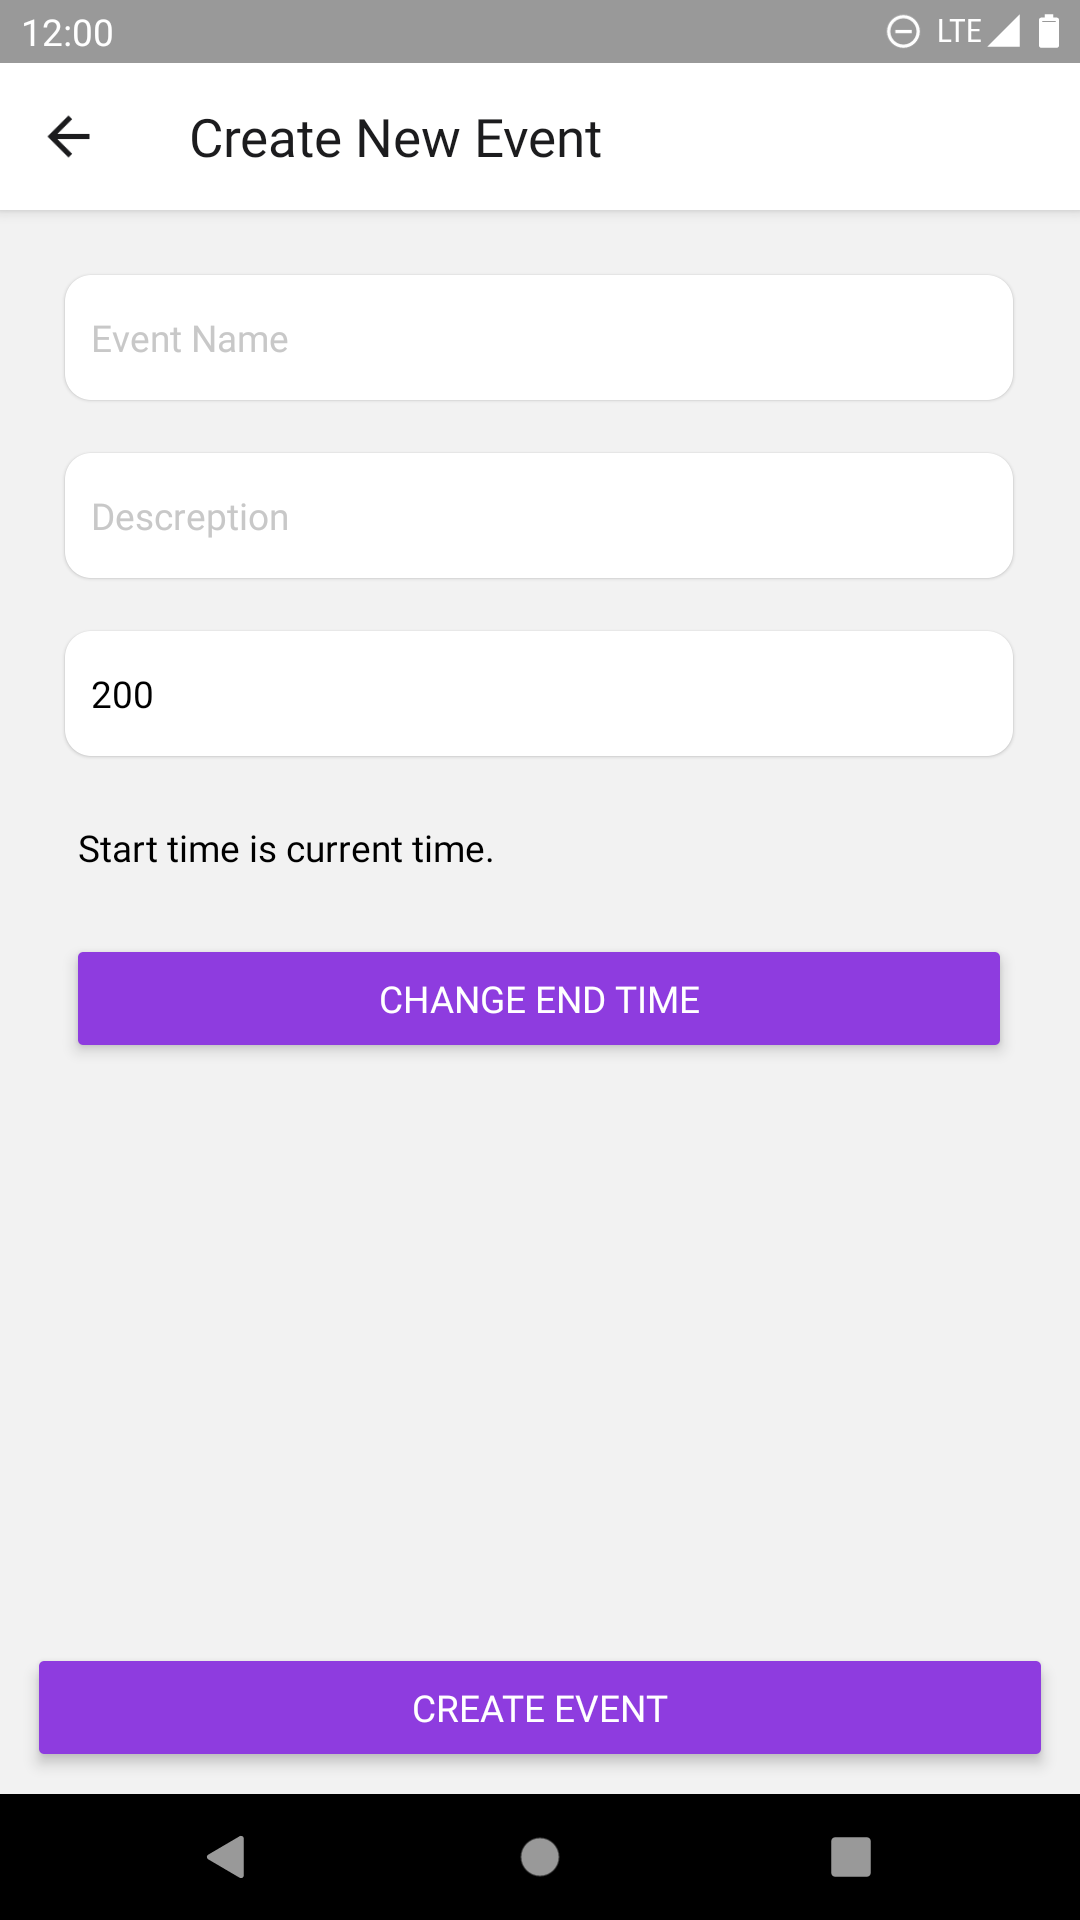 12:00
LTE
Create New Event
Event Name
Descreption
200
Start time is current time.
CHANGE END TIME
CREATE EVENT